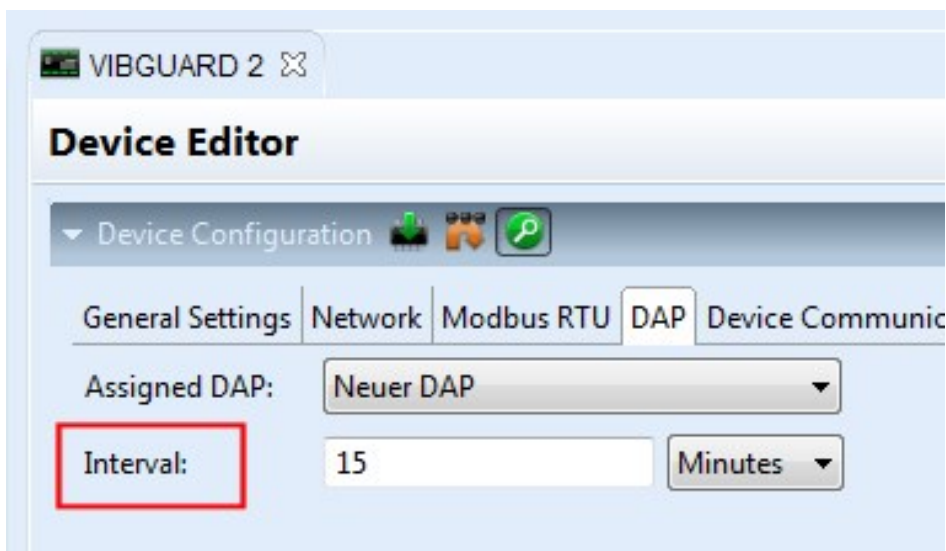 VIBGUARD 2
Device Editor
Device Configuration
General Settings Network Modbus RTU DAP Device Communic
Assigned DAP: Neuer DAP
Interval: 15 Minutes